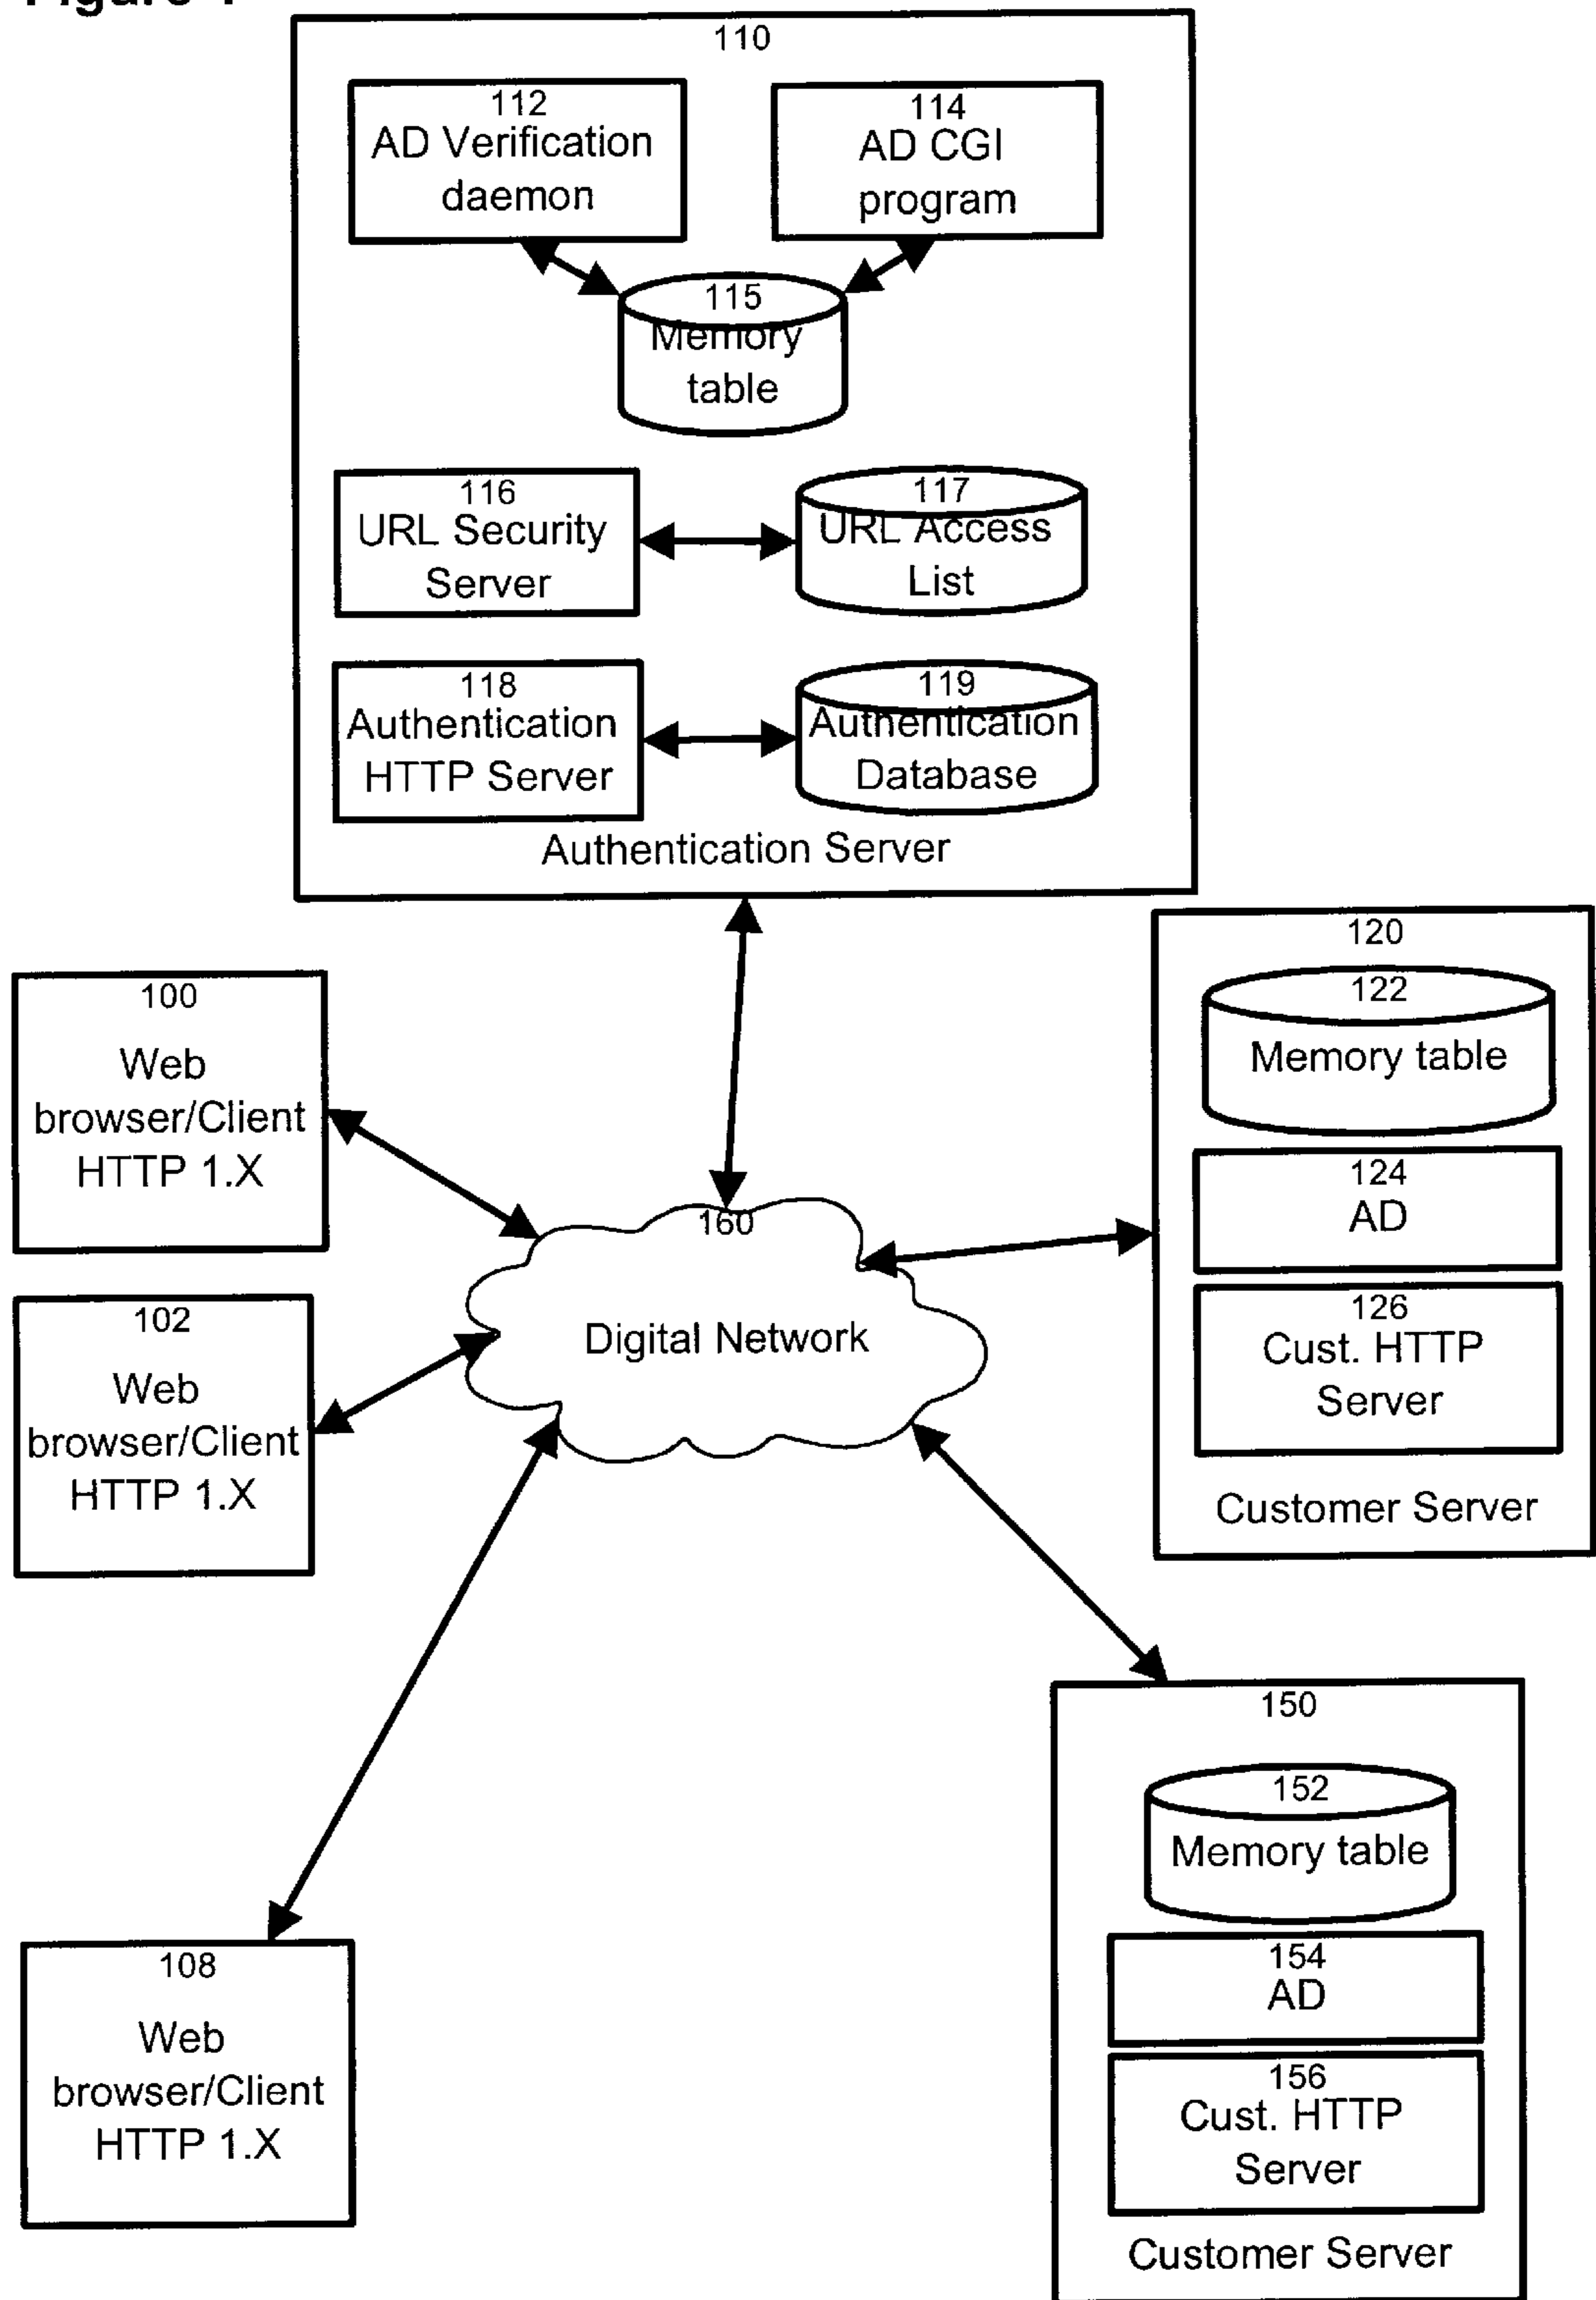 110
112
AD Verification
daemon
114
AD CGI
program
115
Memory
table
116
URL Security
Server
117
URL Access
List
118
Authentication
HTTP Server
119
Authentication
Database
Authentication Server
100
Web
browser/Client
HTTP 1.X
120
122
Memory table
124
AD
126
Cust. HTTP
Server
Customer Server
160
Digital Network
102
Web
browser/Client
HTTP 1.X
150
152
Memory table
154
AD
156
Cust. HTTP
Server
Customer Server
108
Web
browser/Client
HTTP 1.X